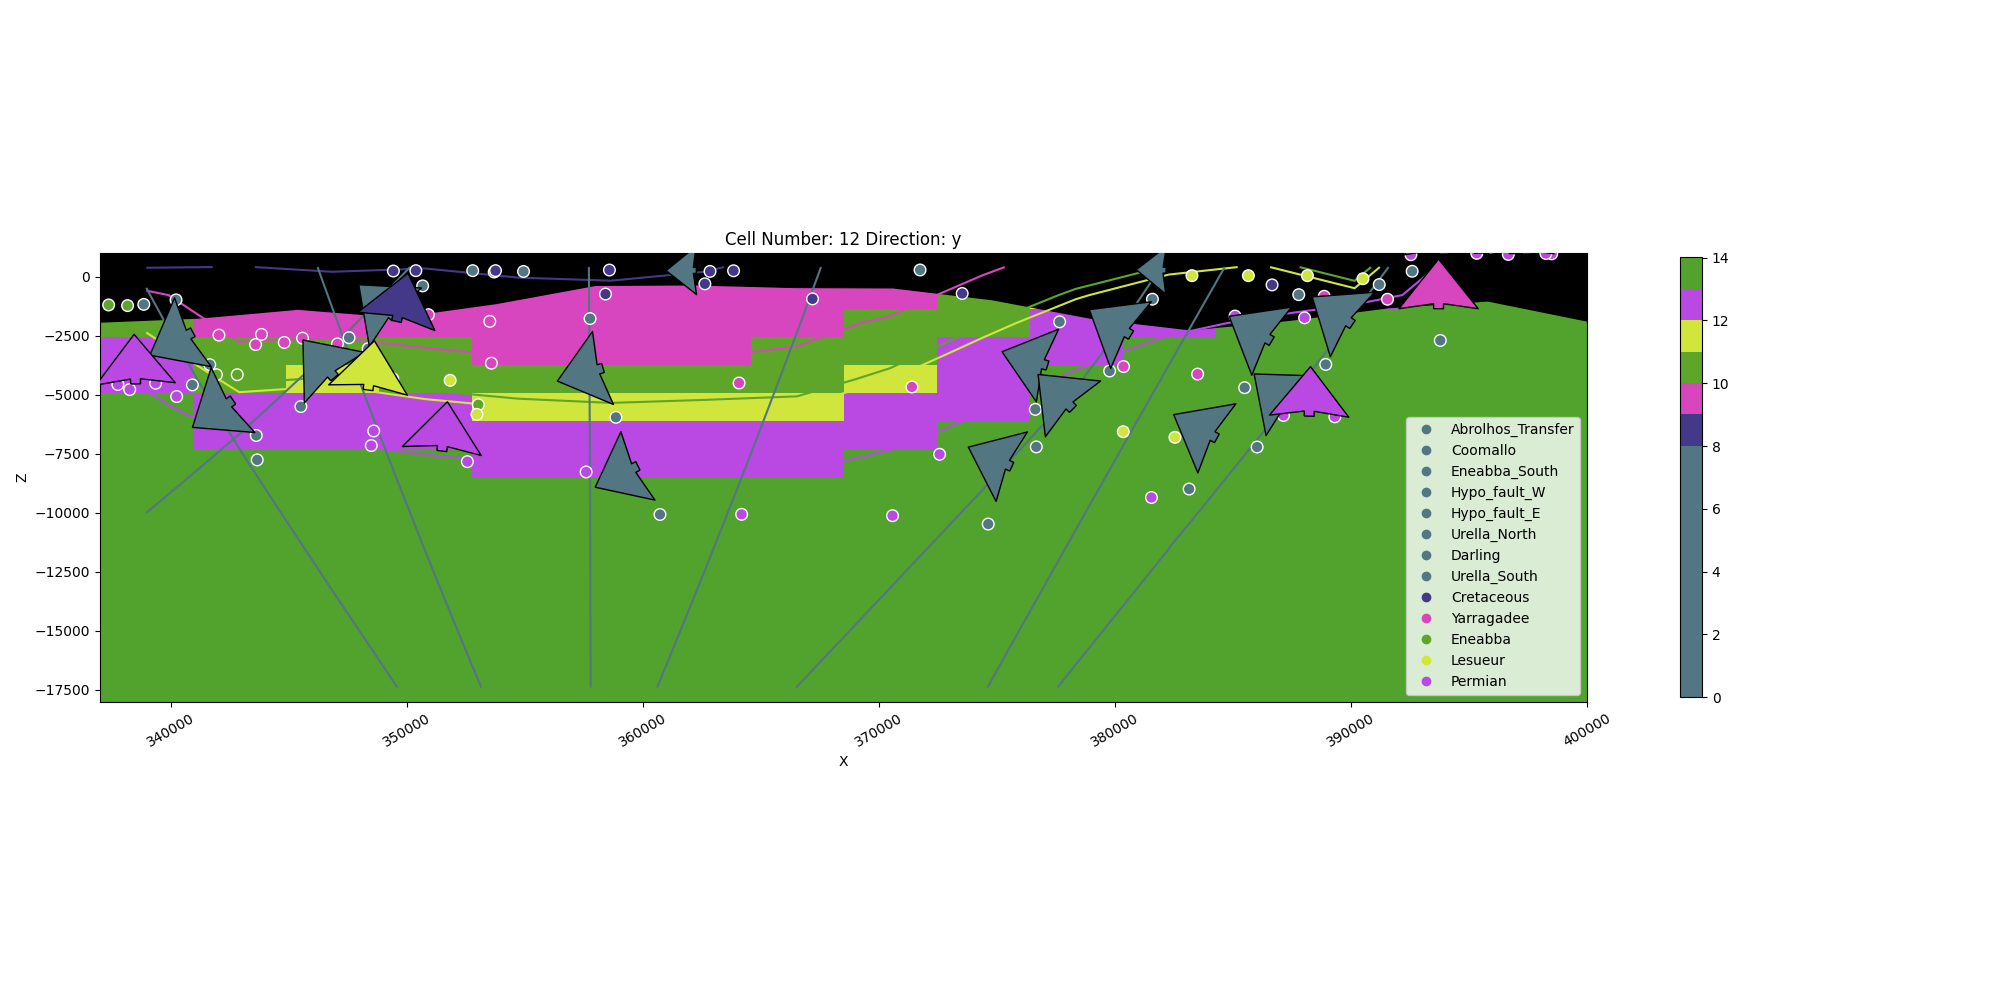 Cell Number: 12 Direction: y
0
−2500
−5000
−7500
−10000
−12500
−15000
−17500
Z
340000
350000
360000
370000
380000
390000
400000
X
Abrolhos_Transfer
Coomallo
Eneabba_South
Hypo_fault_W
Hypo_fault_E
Urella_North
Darling
Urella_South
Cretaceous
Yarragadee
Eneabba
Lesueur
Permian
14
12
10
8
6
4
2
0